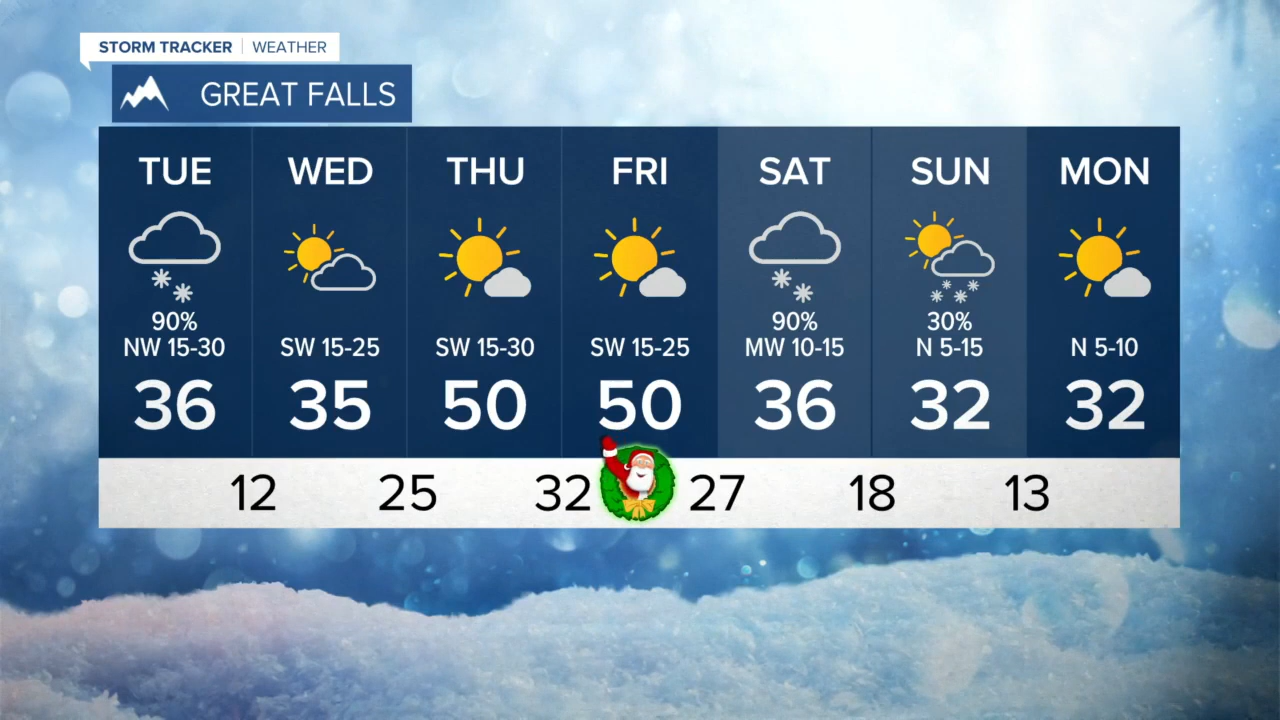 STORM TRACKER | WEATHER
GREAT FALLS
TUE WED THU FRI SAT SUN MON
90% 90% 30%
NW 15-30 SW 15-25 SW 15-30 SW 15-25 MW 10-15 N 5-15 N 5-10
36 35 50 50 36 32 32
12 25 32 27 18 13